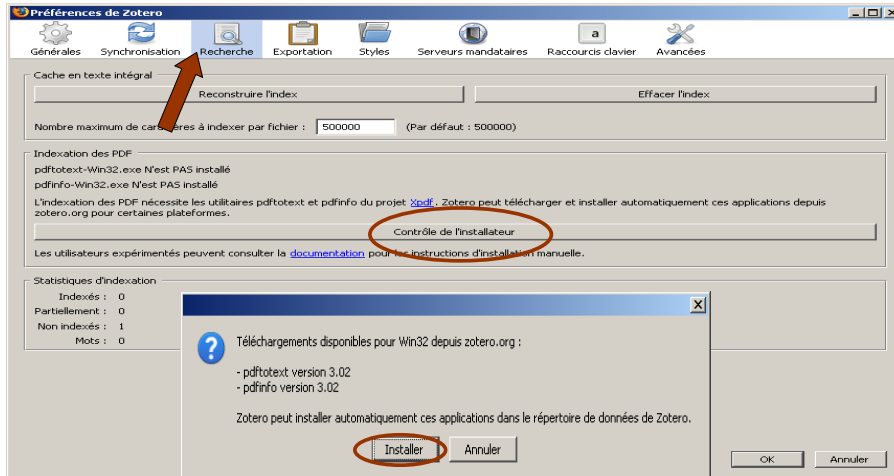 Préférences de Zotero
Générales Synchronisation Recherche Exportation Styles Serveurs mandataires a Raccourcis clavier Avancées
Cache en texte intégral
Reconstruire l'index Effacer l'index
Nombre maximum de caractères à indexer par fichier : 500000 (Par défaut : 500000)
Indexation des PDF
pdftotext-Win32.exe N'est PAS installé
pdfinfo-Win32.exe N'est PAS installé
L'indexation des PDF nécessite les utilitaires pdftotext et pdfinfo du projet Xpdf. Zotero peut télécharger et installer automatiquement ces applications depuis
zotero.org pour certaines plateformes.
Contrôle de l'installateur
Les utilisateurs expérimentés peuvent consulter la documentation pour les instructions d'installation manuelle.
Statistiques d'indexation
Indexés : 0
Partiellement : 0
Non indexés : 1
Mots : 0
Téléchargements disponibles pour Win32 depuis zotero.org :
- pdftotext version 3.02
- pdfinfo version 3.02
Zotero peut installer automatiquement ces applications dans le répertoire de données de Zotero.
Installer Annuler
OK Annuler